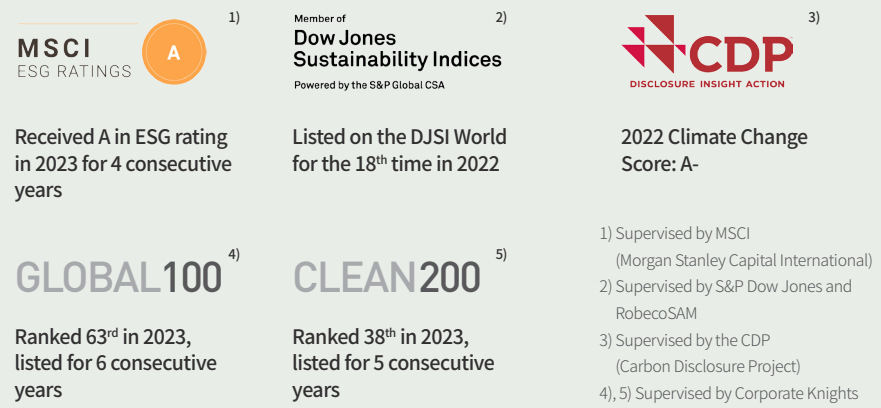 MSCI
ESG RATINGS
A
1)
Received A in ESG rating
in 2023 for 4 consecutive
years
Member of
Dow Jones
Sustainability Indices
Powered by the S&P Global CSA
2)
Listed on the DJSI World
for the 18th time in 2022
CDP
DISCLOSURE INSIGHT ACTION
3)
2022 Climate Change
Score: A-
GLOBAL100
4)
Ranked 63rd in 2023,
listed for 6 consecutive
years
CLEAN200
5)
Ranked 38th in 2023,
listed for 5 consecutive
years
1) Supervised by MSCI
(Morgan Stanley Capital International)
2) Supervised by S&P Dow Jones and
RobecoSAM
3) Supervised by the CDP
(Carbon Disclosure Project)
4), 5) Supervised by Corporate Knights